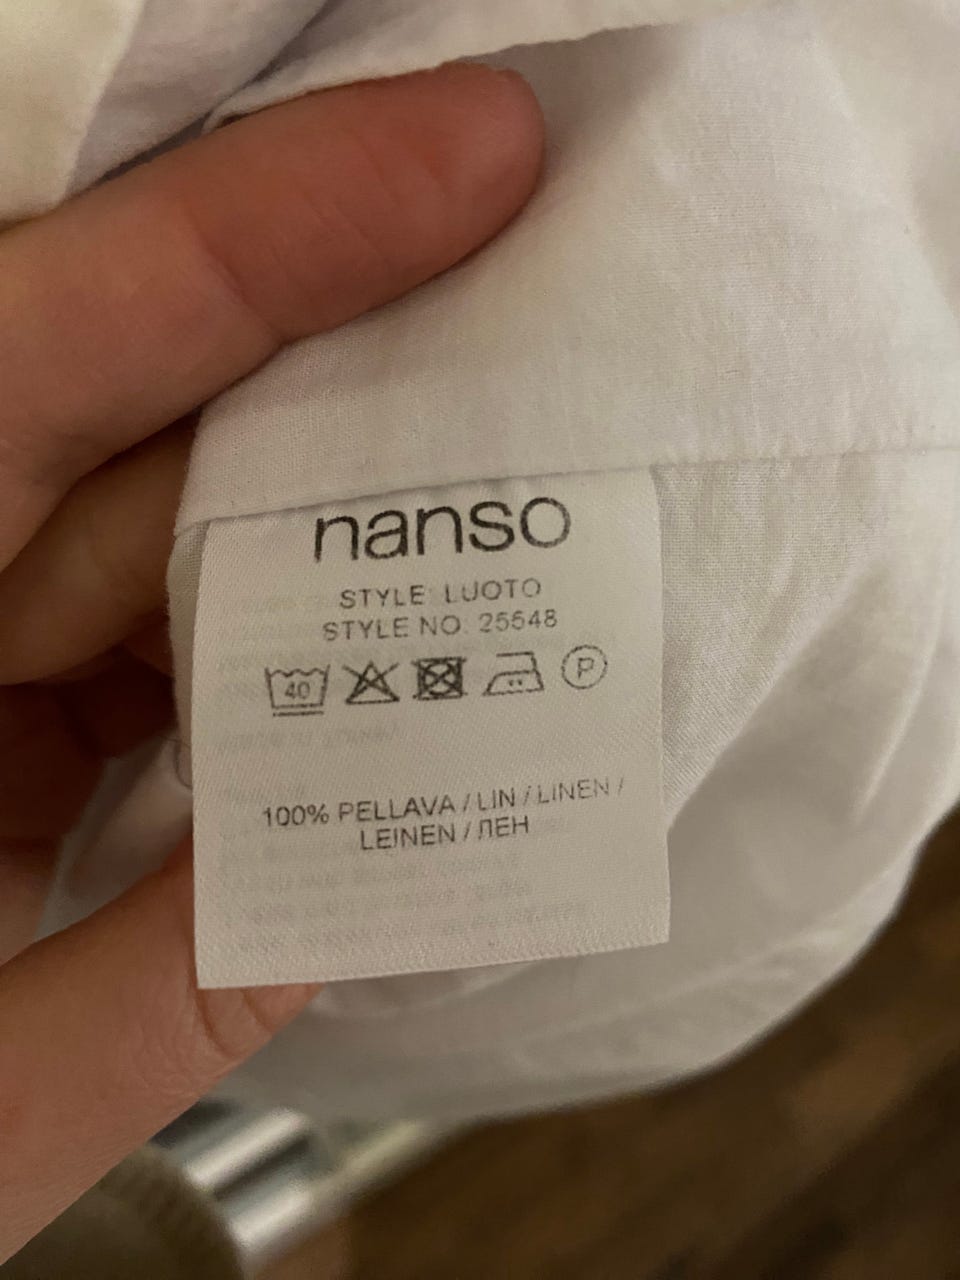 nanso
STYLE: LUOTO
STYLE NO. 25548
40 P
100% PELLAVA / LIN / LINEN /
LEINEN / ЛЕН